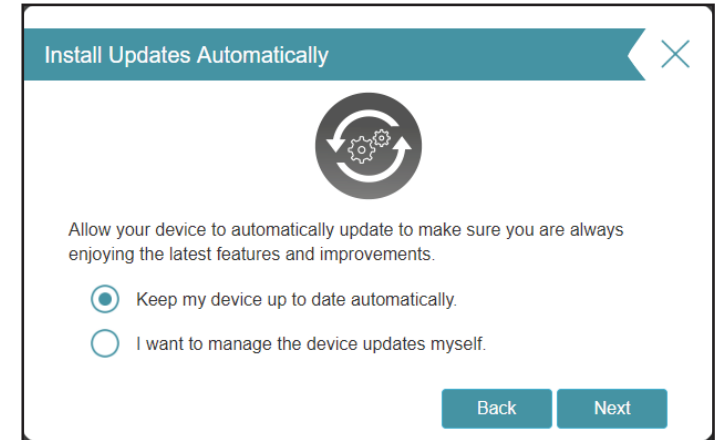 Install Updates Automatically
Allow your device to automatically update to make sure you are always
enjoying the latest features and improvements.
Keep my device up to date automatically.
I want to manage the device updates myself.
Back Next